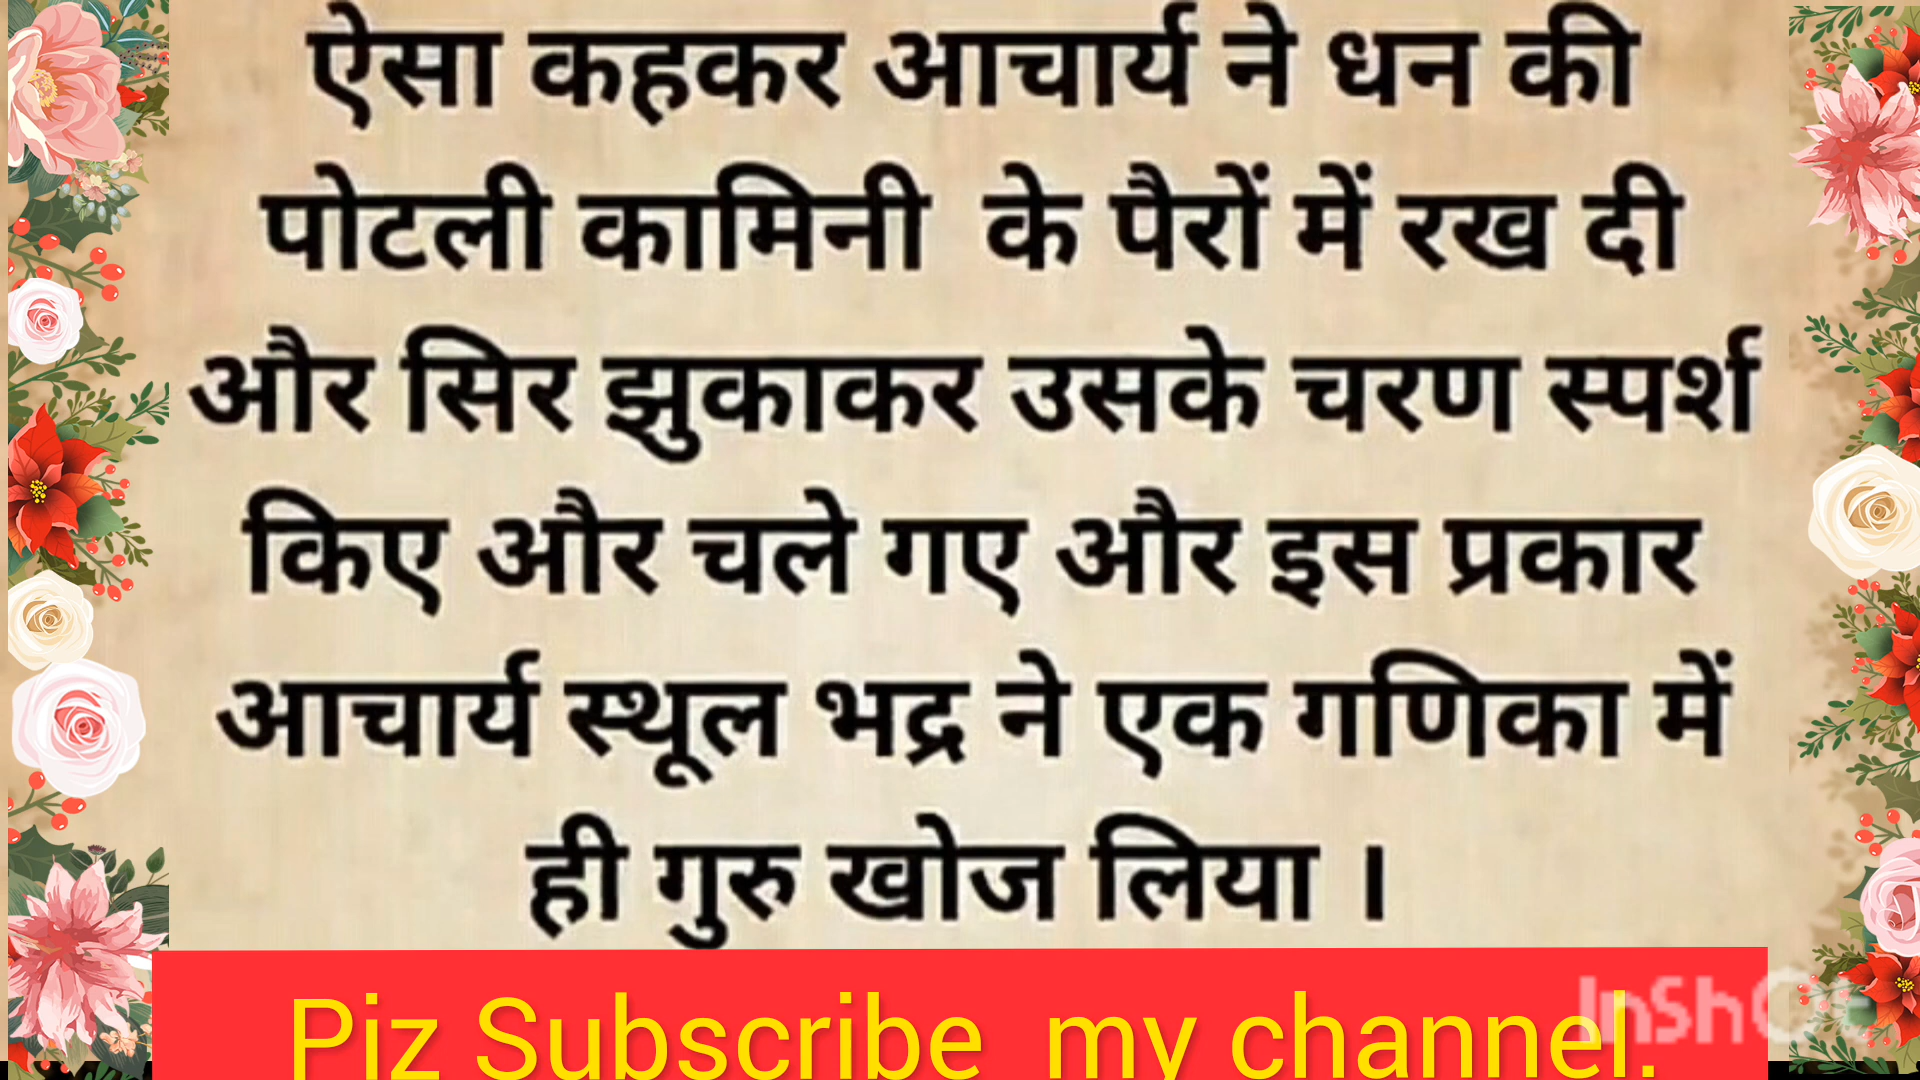 ऐसा कहकर आचार्य ने धन की
पोटली कामिनी के पैरों में रख दी
और सिर झुकाकर उसके चरण स्पर्श
किए और चले गए और इस प्रकार
आचार्य स्थूल भद्र ने एक गणिका में
ही गुरु खोज लिया ।
Piz Subscribe my channel.
InShOt